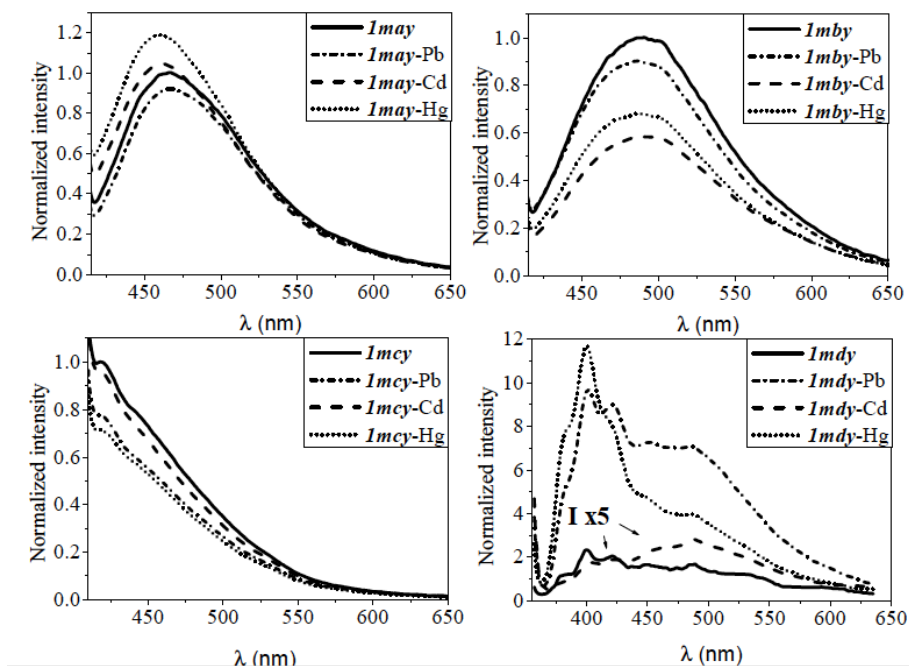 1.2
1.0
0.8
0.6
0.4
0.2
0.0
Normalized intensity
450
500
550
600
650
λ (nm)
1may
1may-Pb
1may-Cd
1may-Hg
1.0
0.8
0.6
0.4
0.2
0.0
Normalized intensity
450
500
550
600
650
λ (nm)
1mby
1mby-Pb
1mby-Cd
1mby-Hg
1.0
0.8
0.6
0.4
0.2
0.0
Normalized intensity
450
500
550
600
650
λ (nm)
1mcy
1mcy-Pb
1mcy-Cd
1mcy-Hg
12
10
8
6
4
2
0
Normalized intensity
400
450
500
550
600
650
λ (nm)
1mdy
1mdy-Pb
1mdy-Cd
1mdy-Hg
I x5